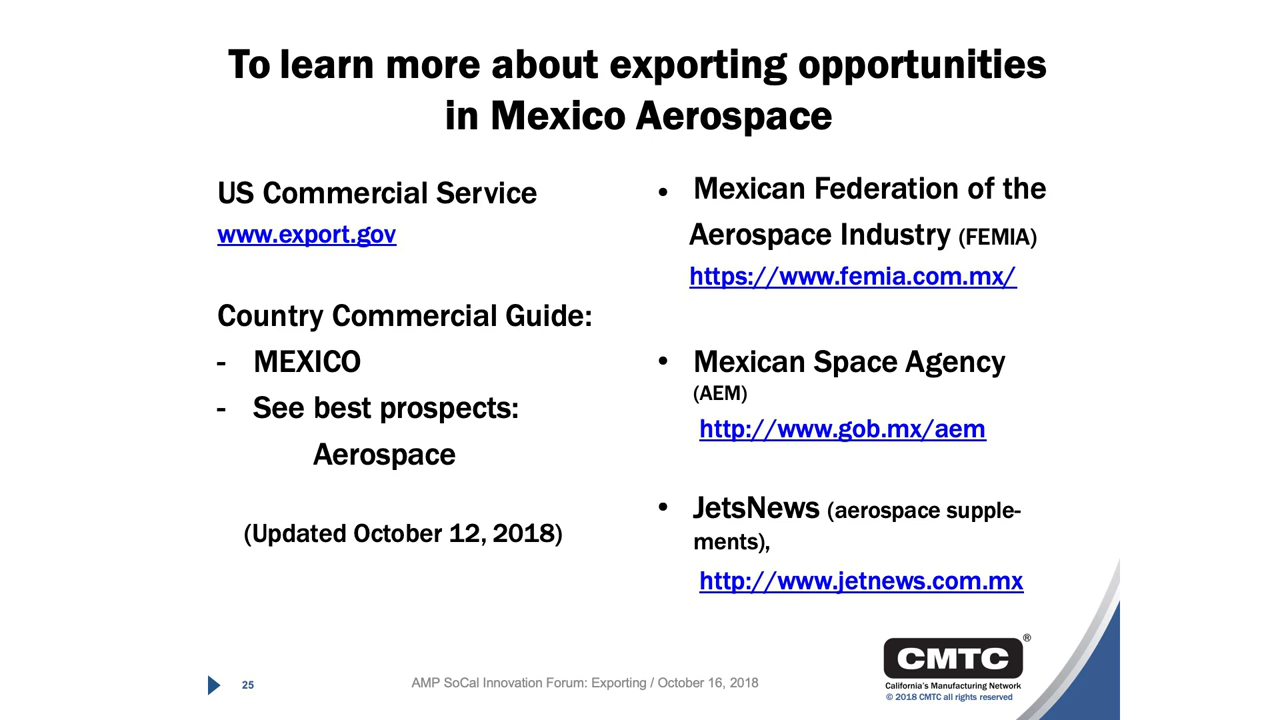 To learn more about exporting opportunities
in Mexico Aerospace
US Commercial Service
www.export.gov
Country Commercial Guide:
- MEXICO
- See best prospects:
Aerospace
(Updated October 12, 2018)
• Mexican Federation of the
Aerospace Industry (FEMIA)
https://www.femia.com.mx/
• Mexican Space Agency
(AEM)
http://www.gob.mx/aem
• JetsNews (aerospace supple-
ments),
http://www.jetnews.com.mx
25
AMP SoCal Innovation Forum: Exporting / October 16, 2018
CMTC®
California's Manufacturing Network
© 2018 CMTC all rights reserved